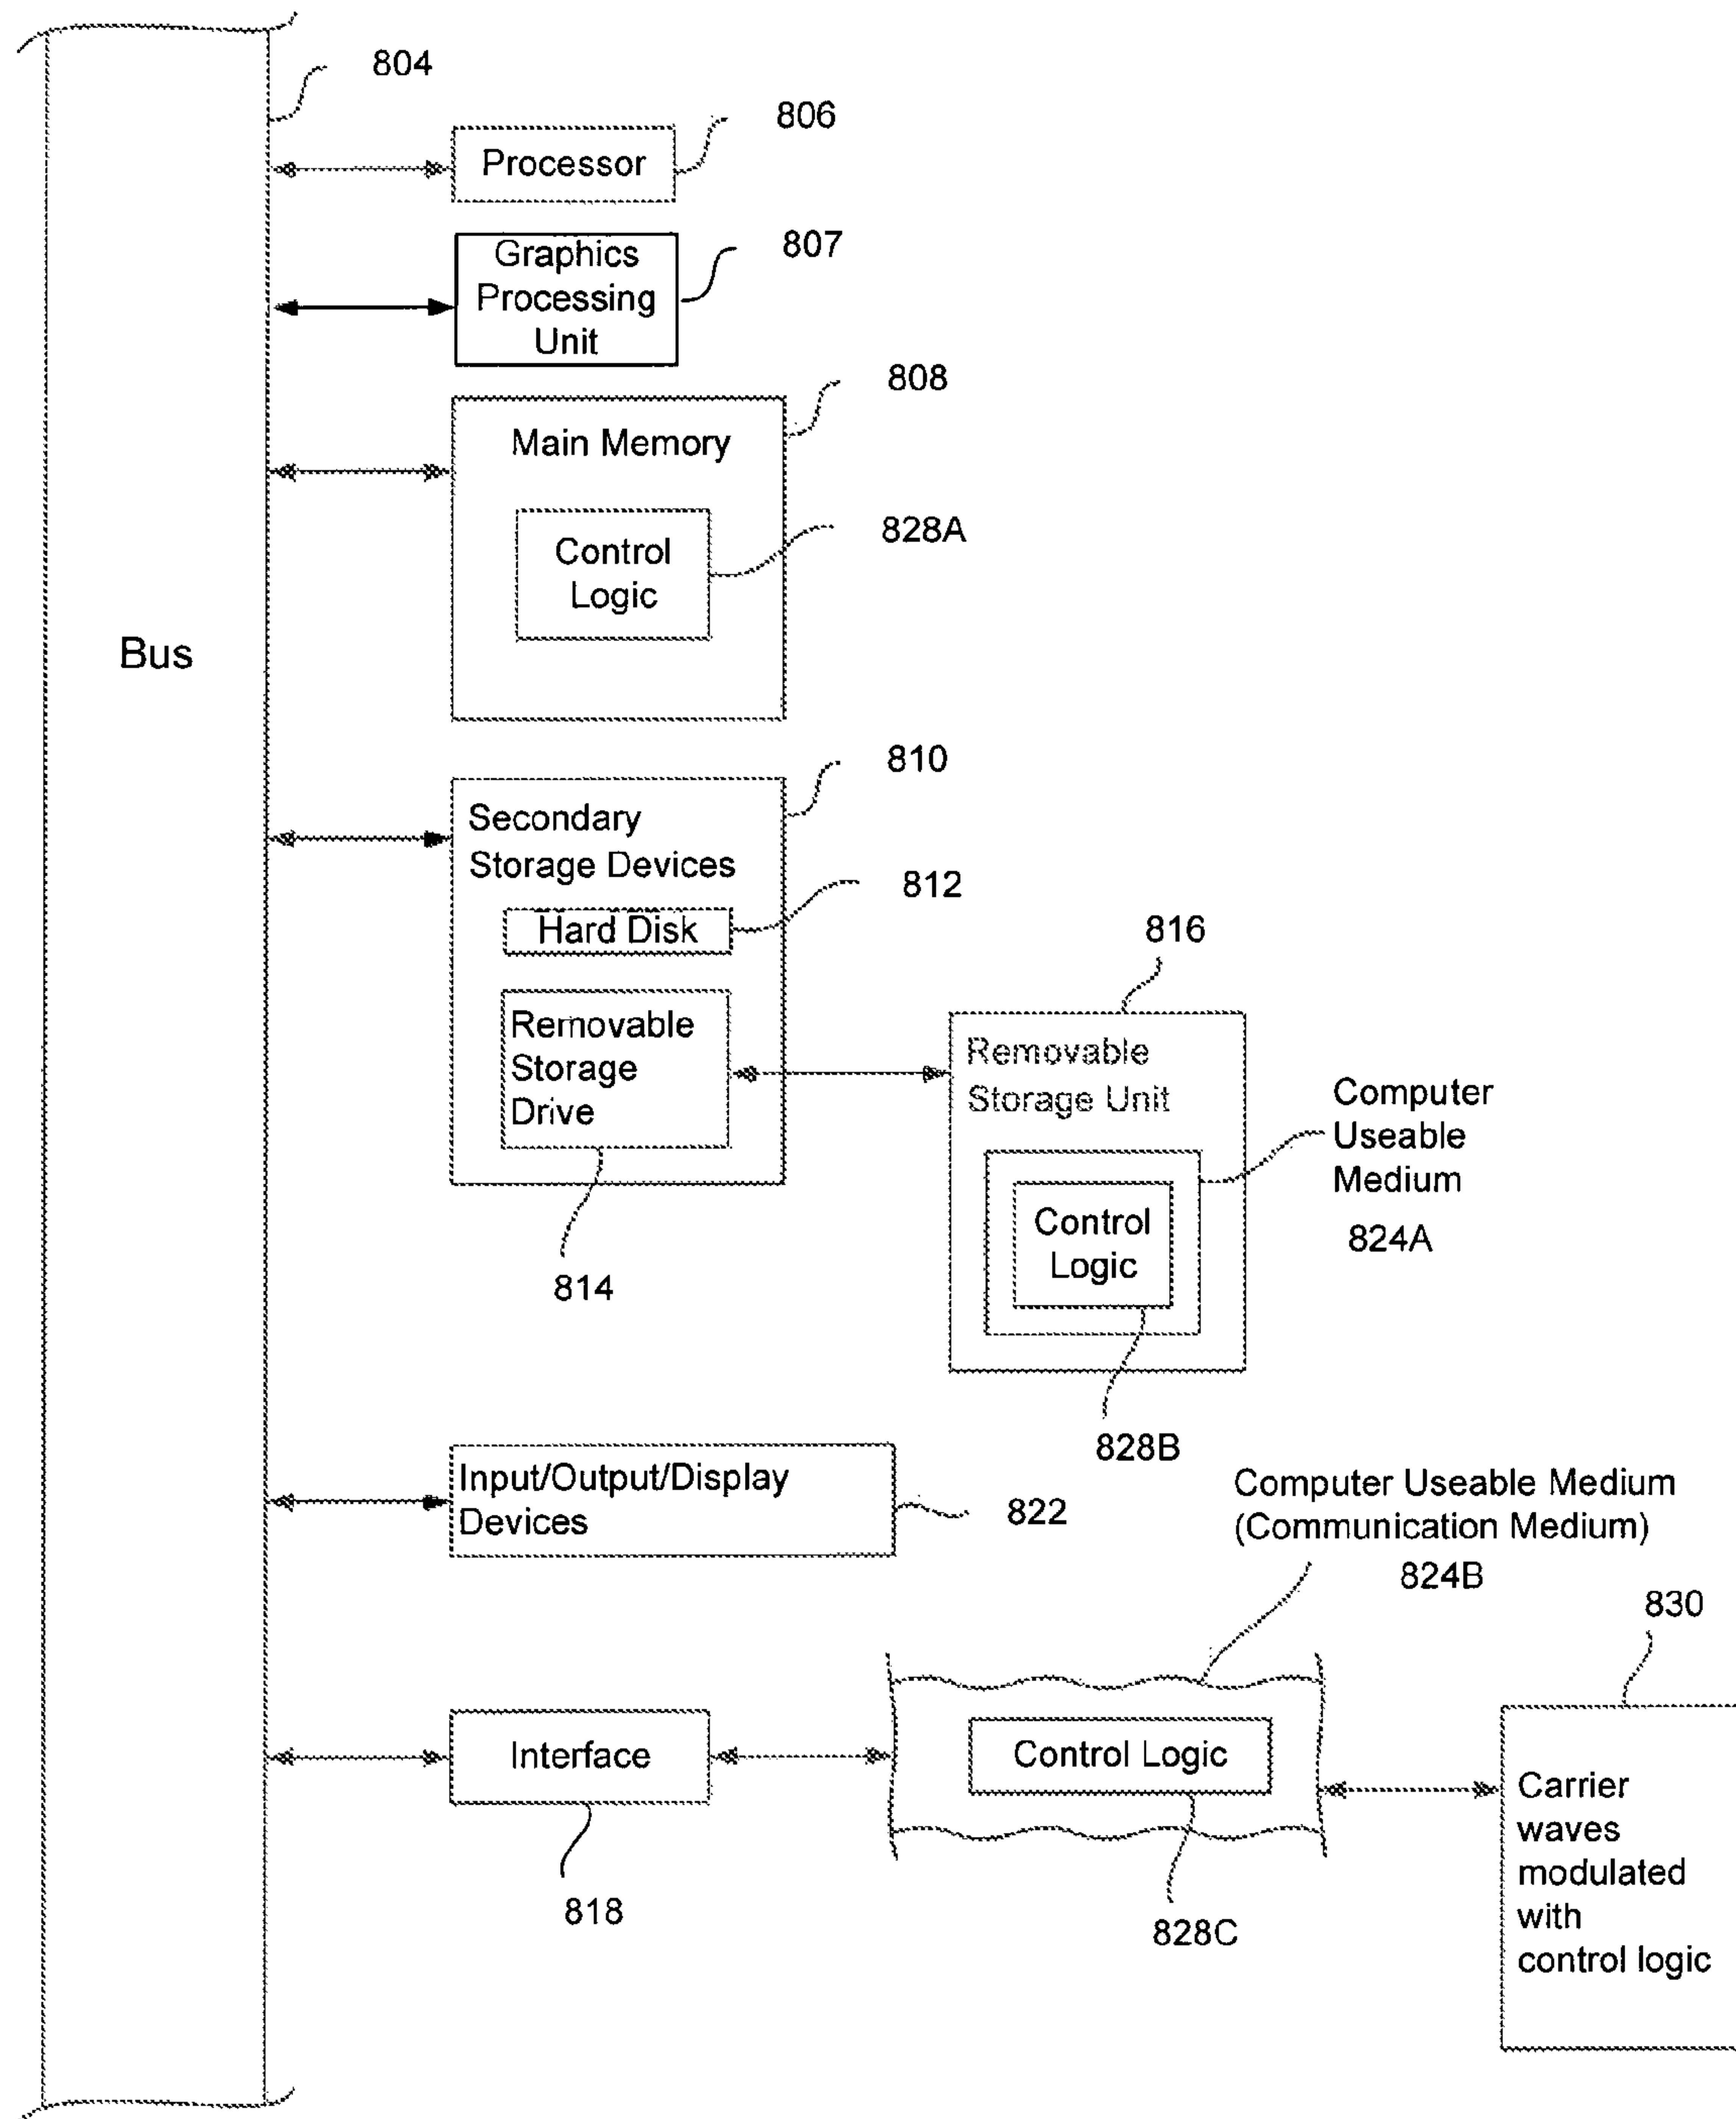 804
806
Processor
807
Graphics
Processing
Unit
808
Main Memory
828A
Control
Logic
Bus
810
Secondary
Storage Devices
812
Hard Disk
816
Removable
Storage
Drive
Removable
Storage Unit
Computer
Useable
Medium
824A
Control
Logic
814
828B
Input/Output/Display
Devices
822
Computer Useable Medium
(Communication Medium)
824B
830
Interface
Control Logic
Carrier
waves
modulated
with
control logic
818
828C